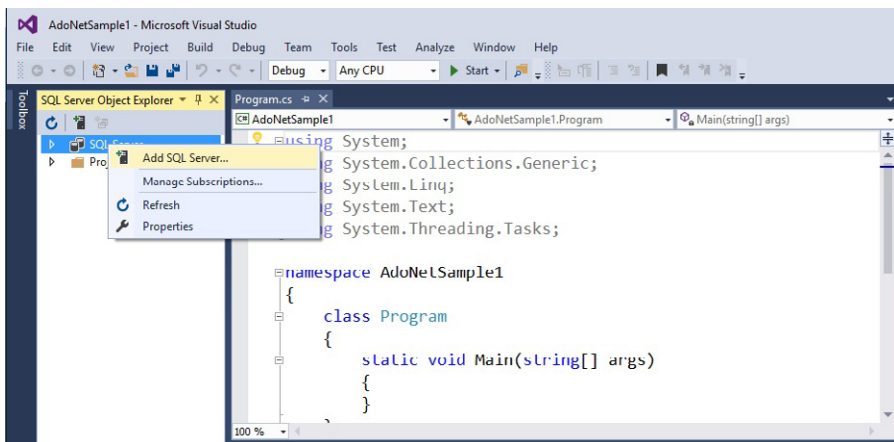 AdoNetSample1 - Microsoft Visual Studio
File Edit View Project Build Debug Team Tools Test Analyze Window Help
Debug Any CPU Start
Toolbox
SQL Server Object Explorer
Program.cs
AdoNetSample1 AdoNetSample1.Program Main(string[] args)
SQL Server
Add SQL Server...
Manage Subscriptions...
Refresh
Properties
using System;
System.Collections.Generic;
System.Linq;
System.Text;
System.Threading.Tasks;
namespace AdoNetSample1
{
class Program
{
static void Main(string[] args)
{
}
}
100 %